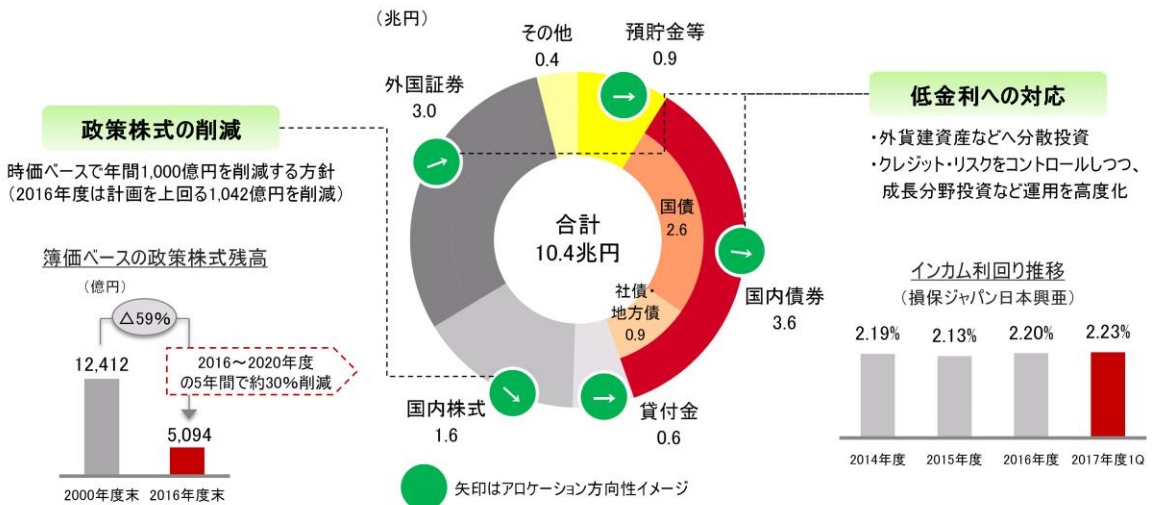 (兆円)
その他
0.4
預貯金等
0.9
外国証券
3.0
国債
2.6
社債・
地方債
0.9
国内債券
3.6
貸付金
0.6
国内株式
1.6
合計
10.4兆円
→
→
→
→
→
↘
矢印はアロケーション方向性イメージ
政策株式の削減
時価ベースで年間1,000億円を削減する方針
(2016年度は計画を上回る1,042億円を削減)
簿価ベースの政策株式残高
(億円)
△59%
12,412
2016~2020年度
の5年間で約30%削減
5,094
2000年度末 2016年度末
低金利への対応
・外貨建資産などへ分散投資
・クレジット・リスクをコントロールしつつ、
成長分野投資など運用を高度化
インカム利回り推移
(損保ジャパン日本興亜)
2.19% 2.13% 2.20% 2.23%
2014年度 2015年度 2016年度 2017年度1Q